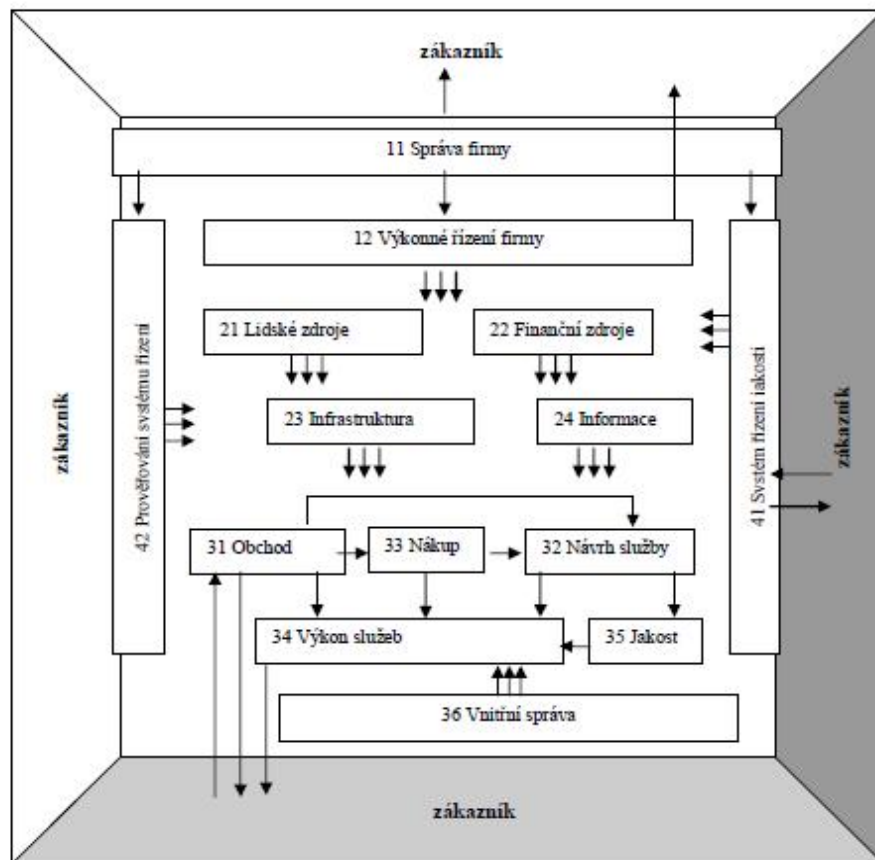 zákazník
11 Správa firmy
12 Výkonné řízení firmy
21 Lidské zdroje
22 Finanční zdroje
23 Infrastruktura
24 Informace
zákazník
42 Prověřování systému řízení
41 Systém řízení jakosti
zákazník
31 Obchod
33 Nákup
32 Návrh služby
34 Výkon služeb
35 Jakost
36 Vnitřní správa
zákazník